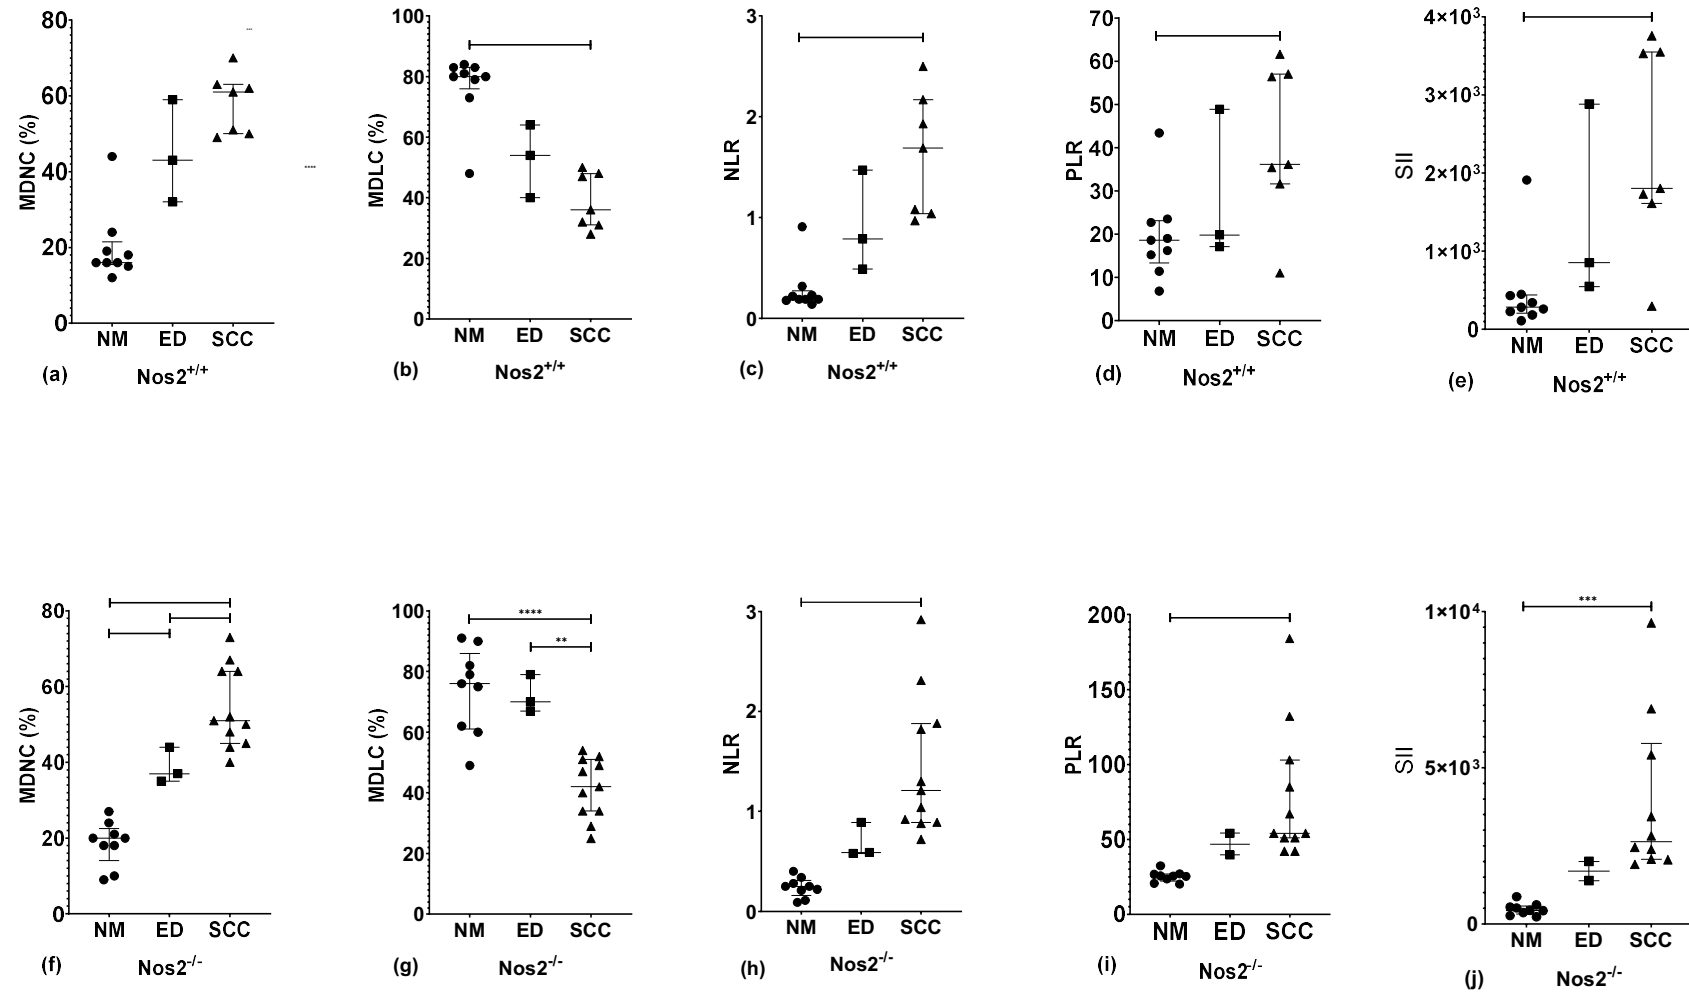 MDNC (%)
80
60
40
20
0
NM ED SCC
(a) Nos2+/+
MDLC (%)
100
80
60
40
20
0
NM ED SCC
(b) Nos2+/+
NLR
3
2
1
0
NM ED SCC
(c) Nos2+/+
PLR
70
60
50
40
30
20
10
0
NM ED SCC
(d) Nos2+/+
SII
4×10³
3×10³
2×10³
1×10³
0
NM ED SCC
(e) Nos2+/+
MDNC (%)
80
60
40
20
0
NM ED SCC
(f) Nos2-/-
MDLC (%)
100
80
60
40
20
0
****
**
NM ED SCC
(g) Nos2-/-
NLR
3
2
1
0
NM ED SCC
(h) Nos2-/-
PLR
200
150
100
50
0
NM ED SCC
(i) Nos2-/-
SII
1×10⁴
5×10³
0
***
NM ED SCC
(j) Nos2-/-